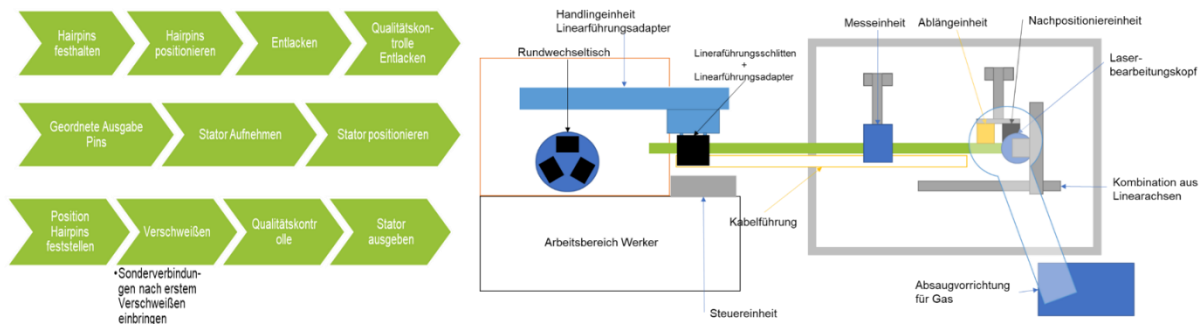 Hairpins
festhalten
Hairpins
positionieren
Entlacken
Qualitätskon-
trolle
Entlacken
Geordnete Ausgabe
Pins
Stator Aufnehmen
Stator positionieren
Position
Hairpins
feststellen
Verschweißen
Qualitätskontr
olle
Stator
ausgeben
•Sonderverbindun-
gen nach erstem
Verschweißen
einbringen
Handlingeinheit
Linearführungsadapter
Rundwechseltisch
Lineraführungsschlitten
+
Linearführungsadapter
Messeinheit
Ablängeinheit
Nachpositioniereinheit
Laser-
bearbeitungskopf
Kombination aus
Linearachsen
Kabelführung
Arbeitsbereich Werker
Steuereinheit
Absaugvorrichtung
für Gas